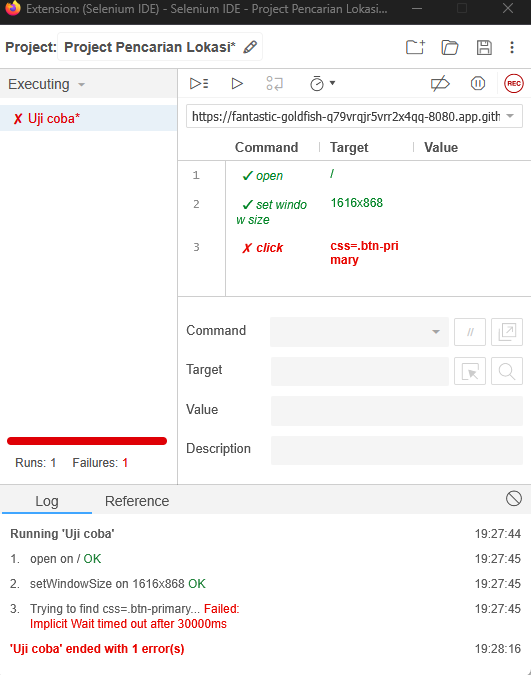 Extension: (Selenium IDE) - Selenium IDE - Project Pencarian Lokasi...
Project: Project Pencarian Lokasi*
Executing
REC
✗ Uji coba*
https://fantastic-goldfish-q79vrqjr5vrr2x4qq-8080.app.gith
Command Target Value
1 ✓ open /
2 ✓ set windo 1616x868
w size
3 ✗ click css=.btn-pri
mary
Command //
Target
Value
Description
Runs: 1 Failures: 1
Log Reference
Running 'Uji coba' 19:27:44
1. open on / OK 19:27:45
2. setWindowSize on 1616x868 OK 19:27:45
3. Trying to find css=.btn-primary... Failed: 19:27:45
Implicit Wait timed out after 30000ms
'Uji coba' ended with 1 error(s) 19:28:16